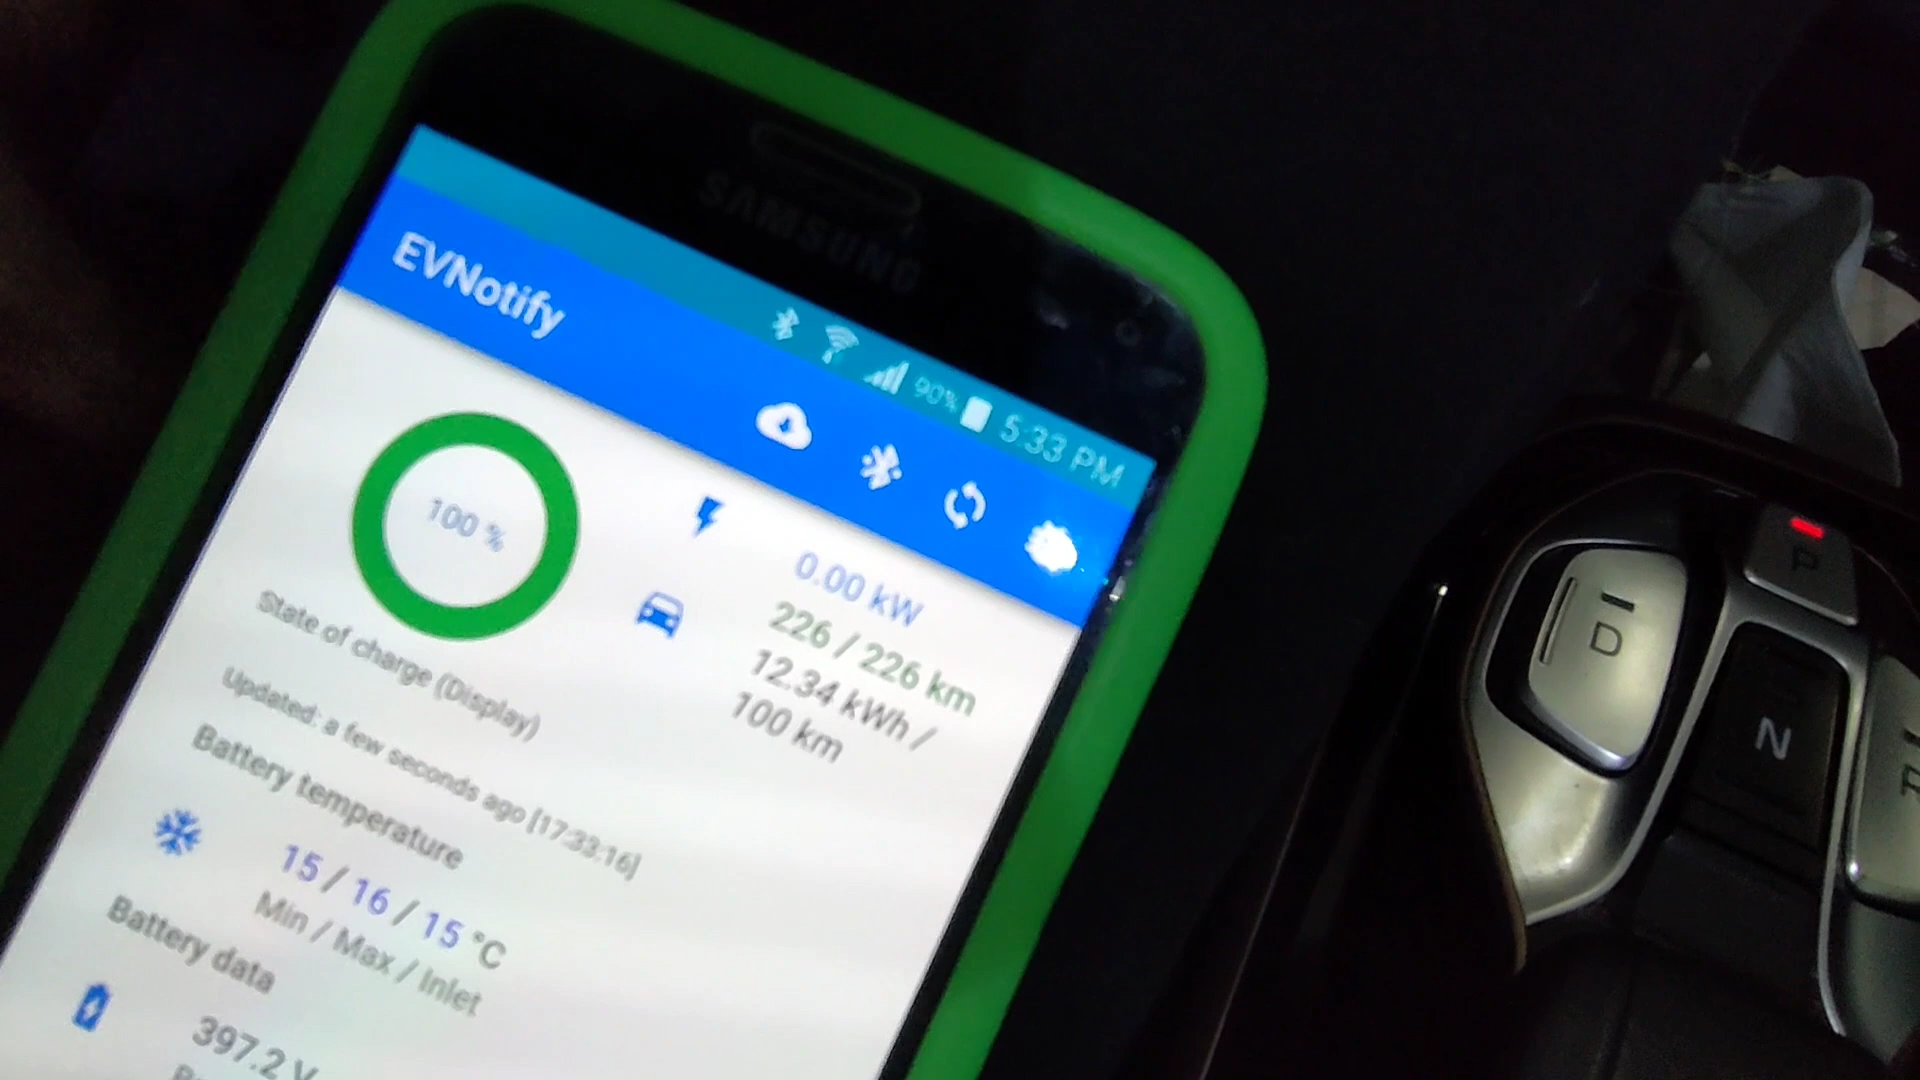 SAMSUNG
90% 5:33 PM
EVNotify
100 %
0.00 kW
226 / 226 km
12.34 kWh /
100 km
State of charge (Display)
Updated: a few seconds ago [17:33:16]
Battery temperature
15 / 16 / 15 °C
Min / Max / Inlet
Battery data
397.2 V
P
D
N
R